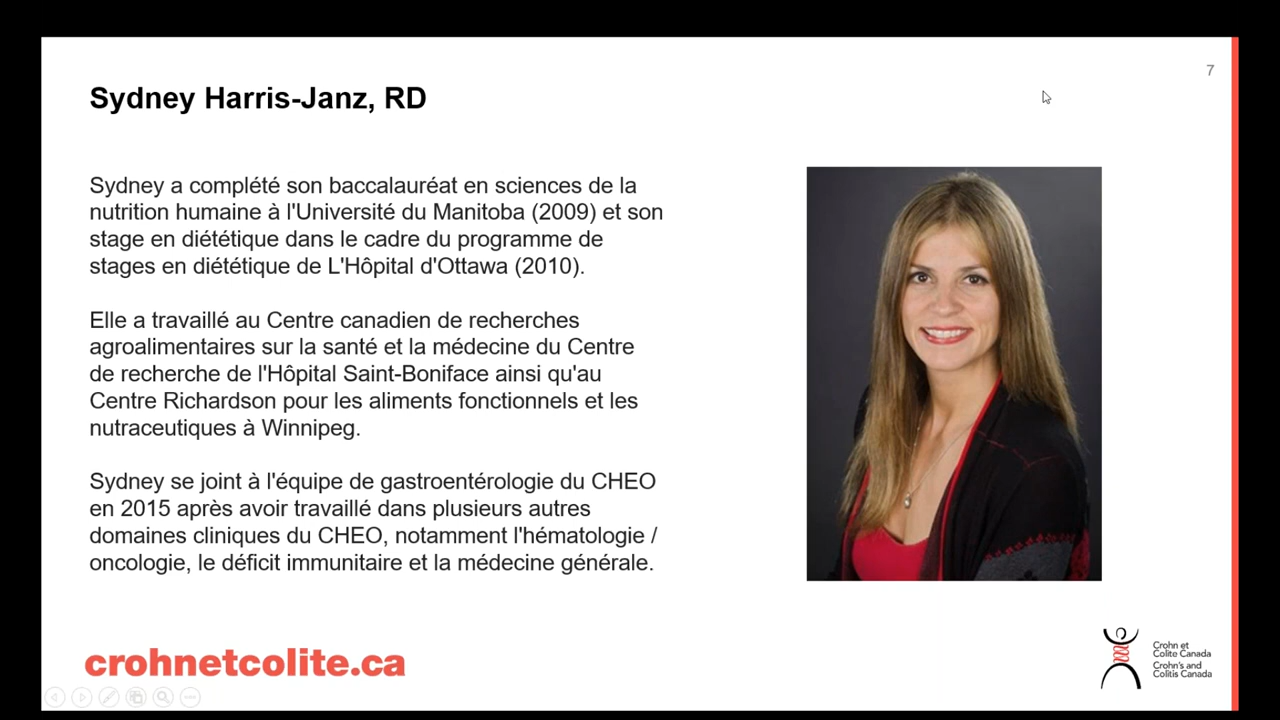 7
Sydney Harris-Janz, RD
Sydney a complété son baccalauréat en sciences de la
nutrition humaine à l'Université du Manitoba (2009) et son
stage en diététique dans le cadre du programme de
stages en diététique de L'Hôpital d'Ottawa (2010).
Elle a travaillé au Centre canadien de recherches
agroalimentaires sur la santé et la médecine du Centre
de recherche de l'Hôpital Saint-Boniface ainsi qu'au
Centre Richardson pour les aliments fonctionnels et les
nutraceutiques à Winnipeg.
Sydney se joint à l'équipe de gastroentérologie du CHEO
en 2015 après avoir travaillé dans plusieurs autres
domaines cliniques du CHEO, notamment l'hématologie /
oncologie, le déficit immunitaire et la médecine générale.
crohnetcolite.ca
Crohn et
Colite Canada
Crohn's and
Colitis Canada